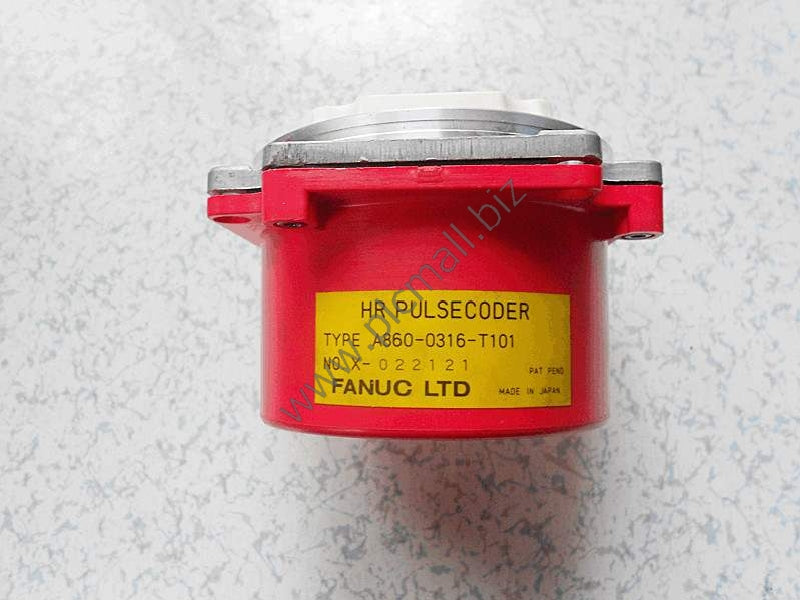 HR PULSECODER
TYPE A860-0316-T101
NO.X-022121
PAT PEND
FANUC LTD
MADE IN JAPAN
www.plcmall.biz